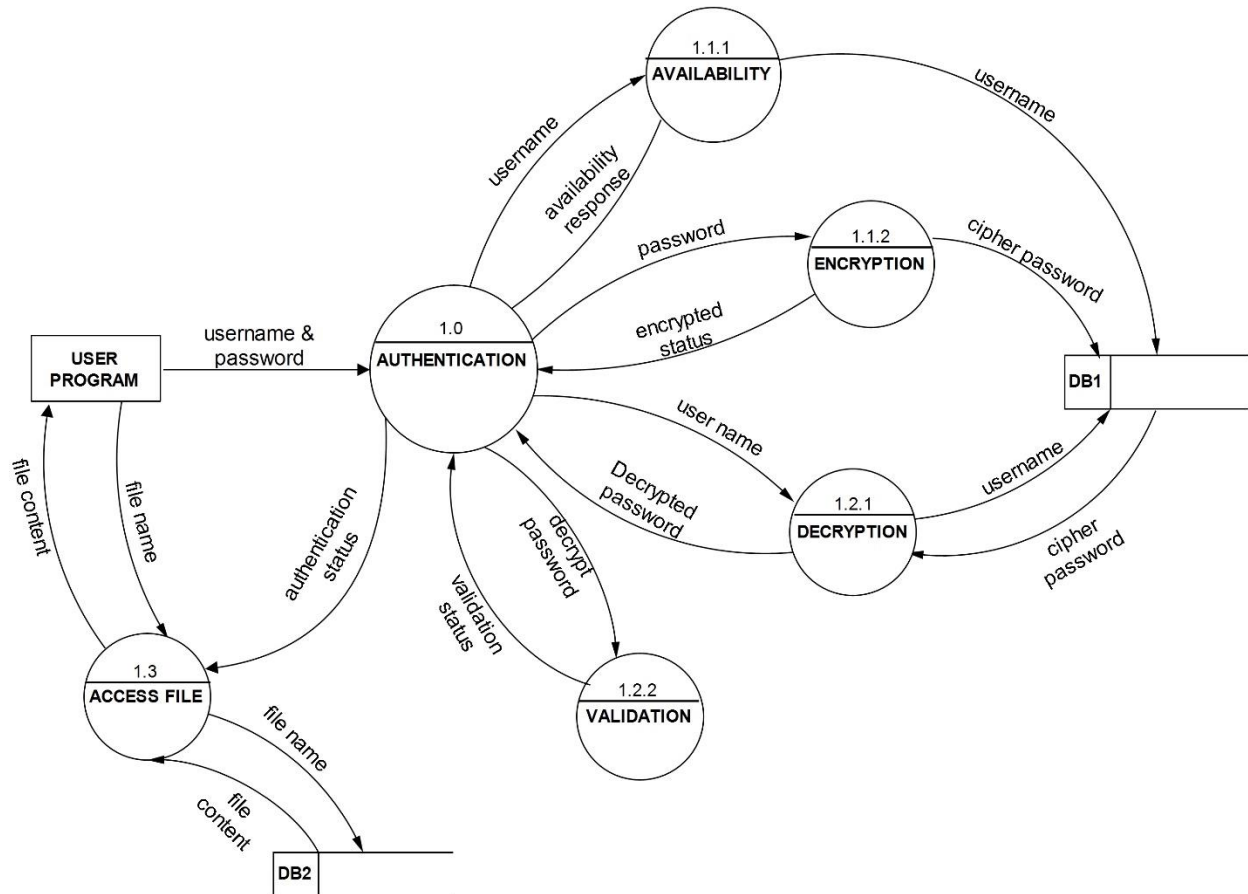 1.1.1
AVAILABILITY
username
username
availability
response
password
1.1.2
ENCRYPTION
cipher password
encrypted
status
1.0
AUTHENTICATION
username &
password
USER
PROGRAM
DB1
user name
Decrypted
password
username
1.2.1
DECRYPTION
cipher
password
file content
file name
authentication
status
decrypt
password
validation
status
1.3
ACCESS FILE
1.2.2
VALIDATION
file name
file
content
DB2